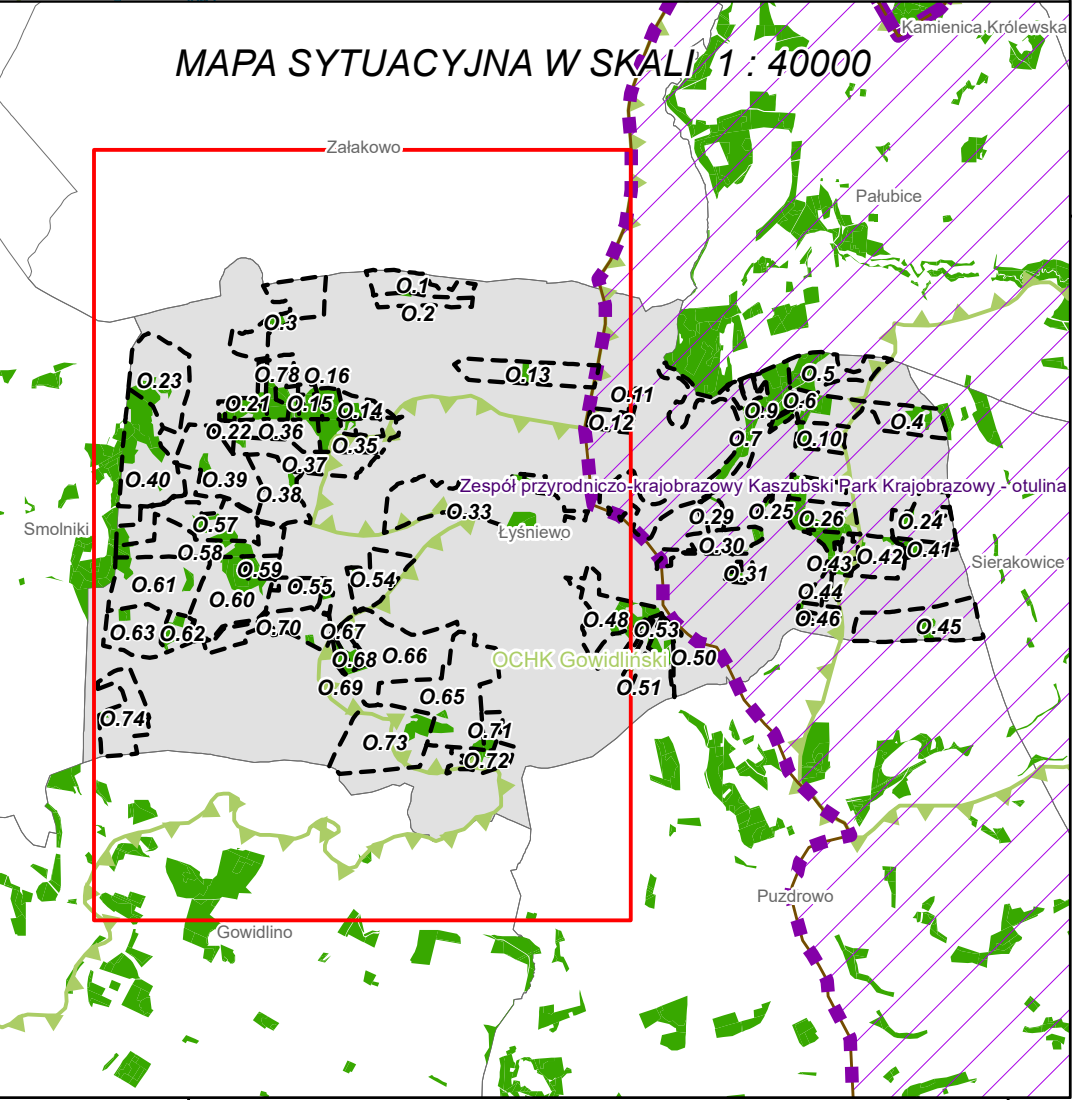 Kamienica Królewska
MAPA SYTUACYJNA W SKALI 1 : 40000
Załakowo
Pałubice
O.1
O.2
O.3
O.78
O.16
O.13
O.5
O.23
O.11
O.6
O.21
O.15
O.14
O.9
O.4
O.12
O.22
O.36
O.35
O.7
O.10
O.37
O.40
O.39
O.38
Zespół przyrodniczo-krajobrazowy Kaszubski Park Krajobrazowy - otulina
O.33
O.29
O.25
O.26
O.24
Smolniki
O.57
Łyśniewo
O.58
O.30
O.41
O.42
O.43
Sierakowice
O.59
O.31
O.61
O.55
O.54
O.60
O.44
O.48
O.46
O.63
O.62
O.70
O.67
O.53
O.45
O.68
O.66
OCHK Gowidliński
O.50
O.69
O.65
O.51
O.74
O.73
O.71
O.72
Puzdrowo
Gowidlino